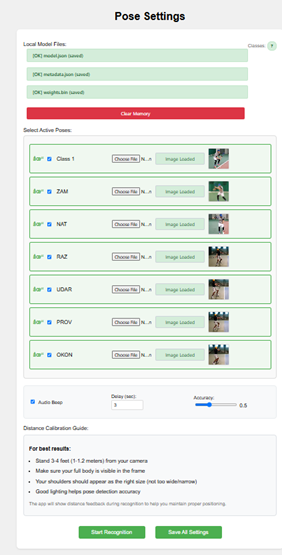 Pose Settings
Local Model Files:
Classes: ?
[OK] model.json (saved)
[OK] metadata.json (saved)
[OK] weights.bin (saved)
Clear Memory
Select Active Poses:
Class 1 Choose File N...n Image Loaded
ZAM Choose File N...n Image Loaded
NAT Choose File N...n Image Loaded
RAZ Choose File N...n Image Loaded
UDAR Choose File N...n Image Loaded
PROV Choose File N...n Image Loaded
OKON Choose File N...n Image Loaded
Audio Beep
Delay (sec):
3
Accuracy:
0.5
Distance Calibration Guide:
For best results:
• Stand 3-4 feet (1-1.2 meters) from your camera
• Make sure your full body is visible in the frame
• Your shoulders should appear as the right size (not too wide/narrow)
• Good lighting helps pose detection accuracy
The app will show distance feedback during recognition to help you maintain proper positioning.
Start Recognition
Save All Settings